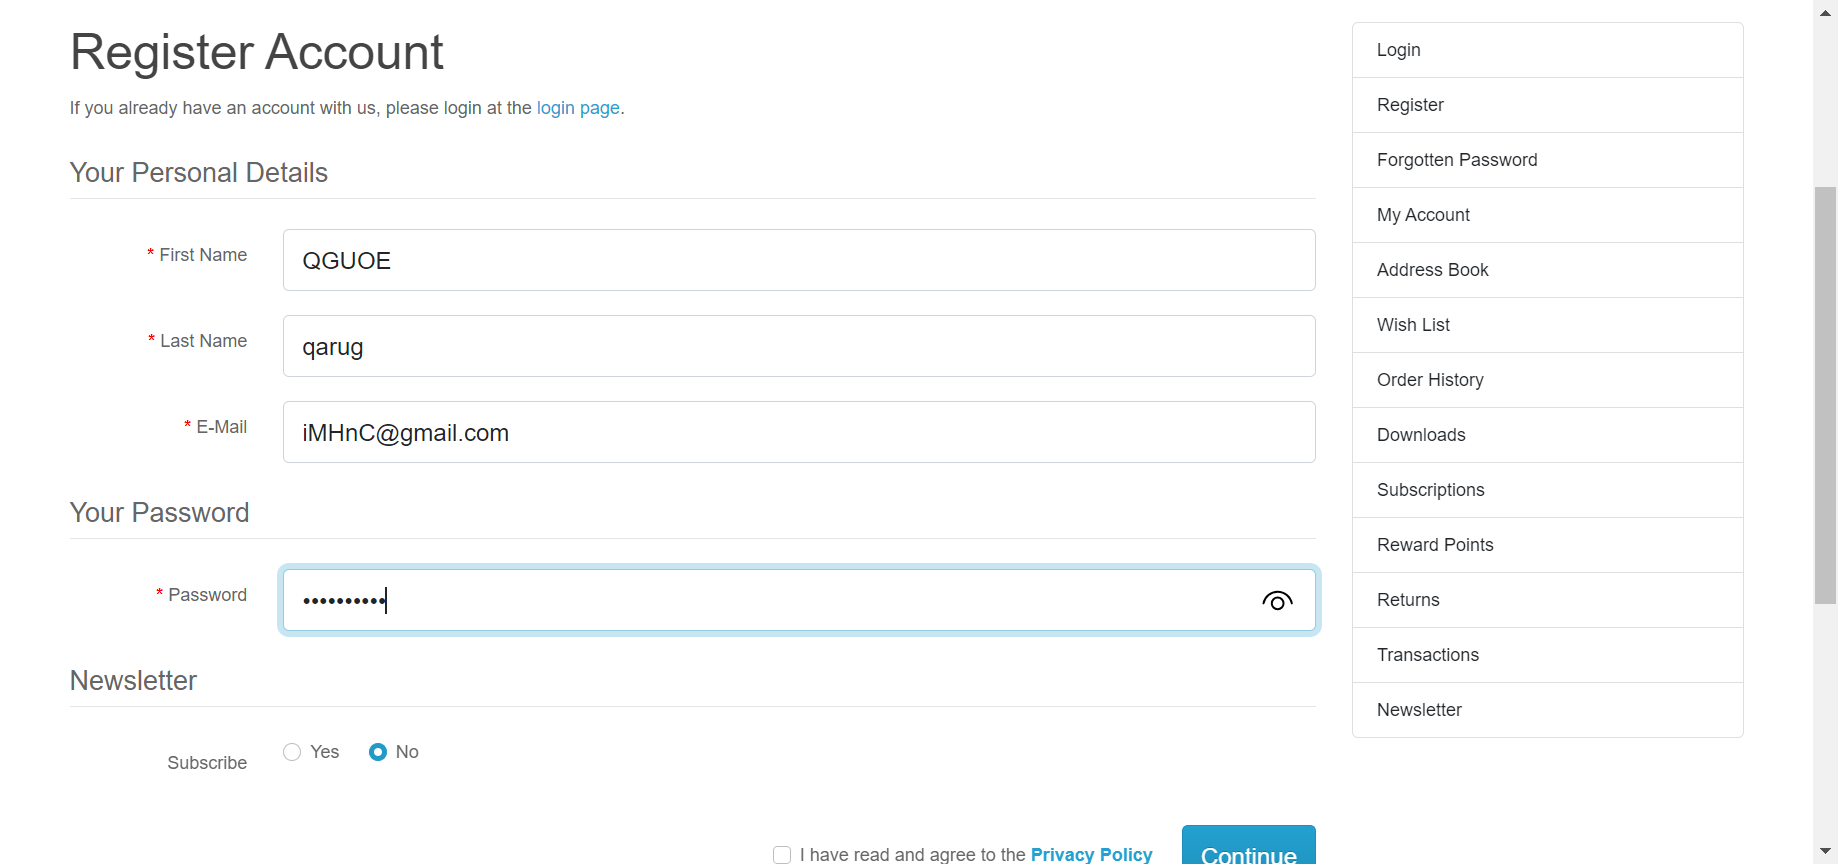 Register Account
If you already have an account with us, please login at the login page.
Your Personal Details
* First Name
QGUOE
* Last Name
qarug
* E-Mail
iMHnC@gmail.com
Your Password
* Password
••••••••••
Newsletter
Subscribe
Yes
No
I have read and agree to the Privacy Policy
Continue
Login
Register
Forgotten Password
My Account
Address Book
Wish List
Order History
Downloads
Subscriptions
Reward Points
Returns
Transactions
Newsletter